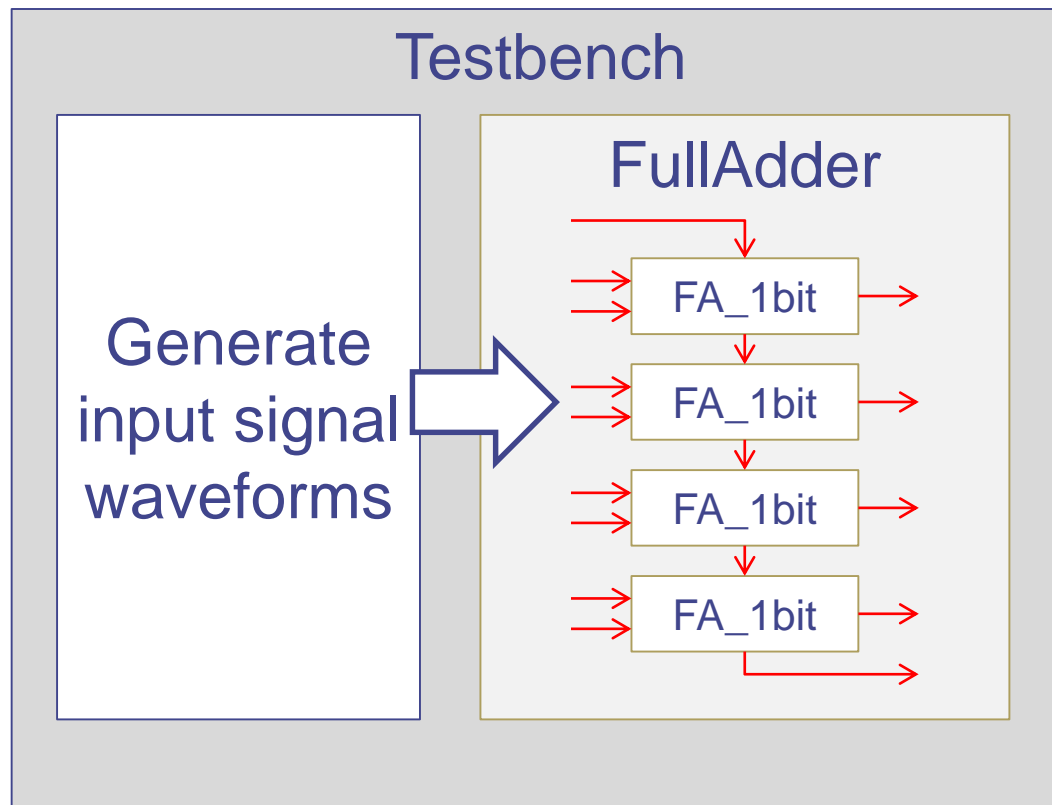 Testbench
Generate
input signal
waveforms
FullAdder
FA_1bit
FA_1bit
FA_1bit
FA_1bit